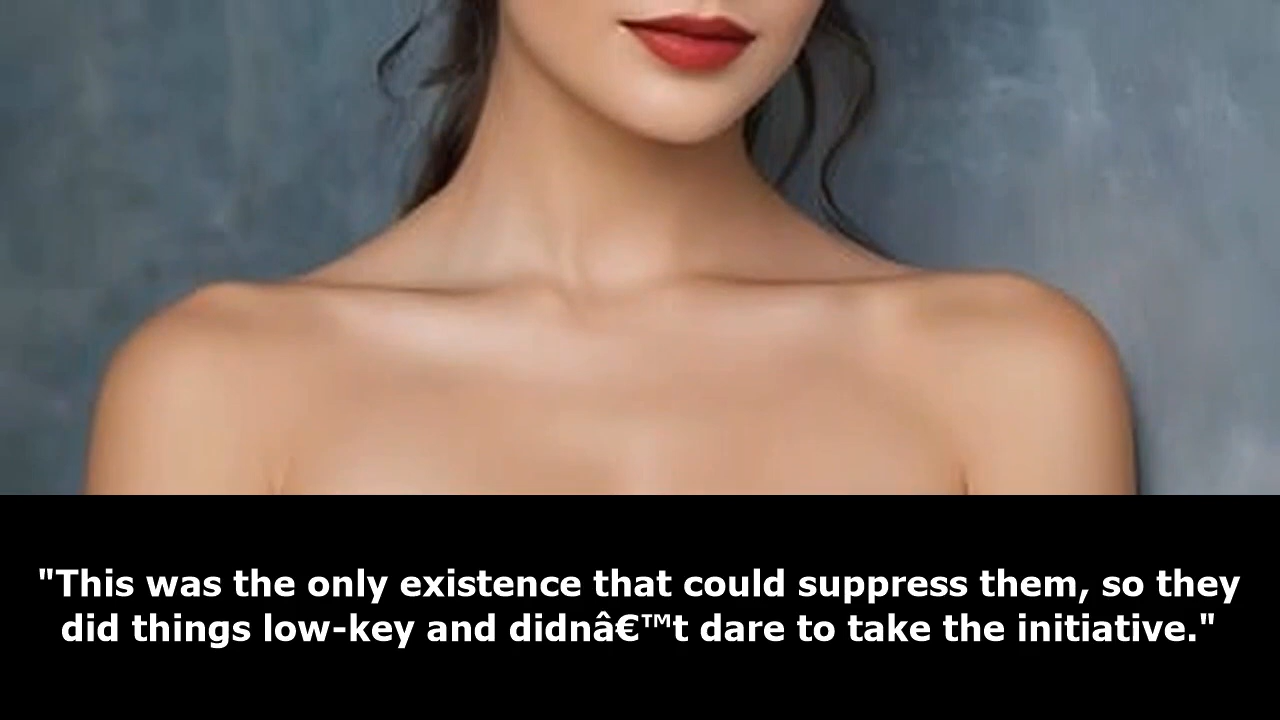 "This was the only existence that could suppress them, so they
did things low-key and didnâ€™t dare to take the initiative."